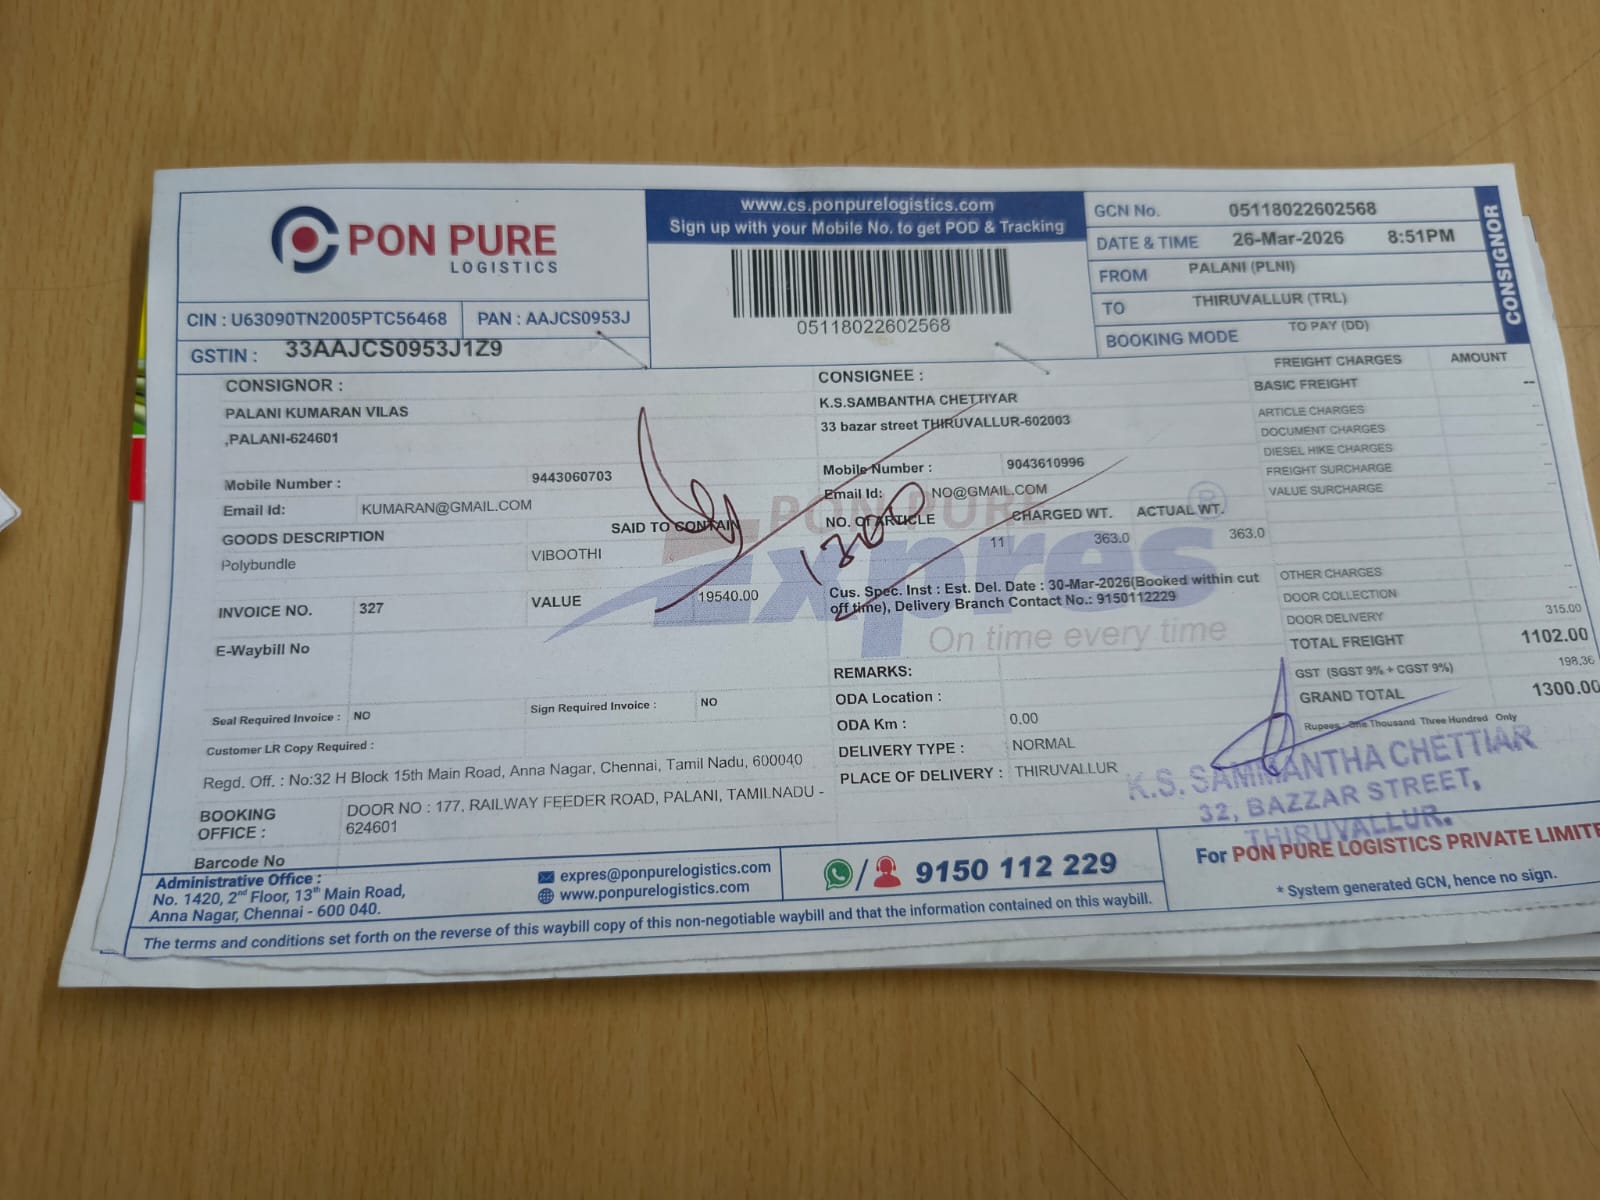 PON PURE
LOGISTICS
CIN : U63090TN2005PTC56468 PAN : AAJCS0953J
GSTIN : 33AAJCS0953J1Z9
www.cs.ponpurelogistics.com
Sign up with your Mobile No. to get POD & Tracking
05118022602568
GCN No. 05118022602568
DATE & TIME 26-Mar-2026 8:51PM
FROM PALANI (PLNI)
TO THIRUVALLUR (TRL)
BOOKING MODE TO PAY (DD)
CONSIGNOR
CONSIGNOR :
PALANI KUMARAN VILAS
,PALANI-624601
Mobile Number : 9443060703
Email Id: KUMARAN@GMAIL.COM
GOODS DESCRIPTION SAID TO CONTAIN
Polybundle VIBOOTHI
INVOICE NO. 327 VALUE 19540.00
E-Waybill No
Seal Required Invoice : NO Sign Required Invoice : NO
Customer LR Copy Required :
Regd. Off. : No:32 H Block 15th Main Road, Anna Nagar, Chennai, Tamil Nadu, 600040
BOOKING OFFICE : DOOR NO : 177, RAILWAY FEEDER ROAD, PALANI, TAMILNADU -
624601
Barcode No
CONSIGNEE :
K.S.SAMBANTHA CHETTIYAR
33 bazar street THIRUVALLUR-602003
Mobile Number : 9043610996
Email Id: NO@GMAIL.COM
NO. Of ARTICLE CHARGED WT. ACTUAL WT.
11 363.0 363.0
1300
PON PURE
Expres ®
On time every time
Cus. Spec. Inst : Est. Del. Date : 30-Mar-2026(Booked within cut
off time), Delivery Branch Contact No.: 9150112229
REMARKS:
ODA Location :
ODA Km : 0.00
DELIVERY TYPE : NORMAL
PLACE OF DELIVERY : THIRUVALLUR
FREIGHT CHARGES AMOUNT
BASIC FREIGHT --
ARTICLE CHARGES --
DOCUMENT CHARGES --
DIESEL HIKE CHARGES --
FREIGHT SURCHARGE --
VALUE SURCHARGE --
OTHER CHARGES --
DOOR COLLECTION --
DOOR DELIVERY 315.00
TOTAL FREIGHT 1102.00
GST (SGST 9% + CGST 9%) 198.36
GRAND TOTAL 1300.00
Rupees One Thousand Three Hundred Only
K.S. SAMMANTHA CHETTIAR
32, BAZZAR STREET,
THIRUVALLUR.
For PON PURE LOGISTICS PRIVATE LIMITE
* System generated GCN, hence no sign.
Administrative Office :
No. 1420, 2nd Floor, 13th Main Road,
Anna Nagar, Chennai - 600 040.
expres@ponpurelogistics.com
www.ponpurelogistics.com
/ 9150 112 229
The terms and conditions set forth on the reverse of this waybill copy of this non-negotiable waybill and that the information contained on this waybill.